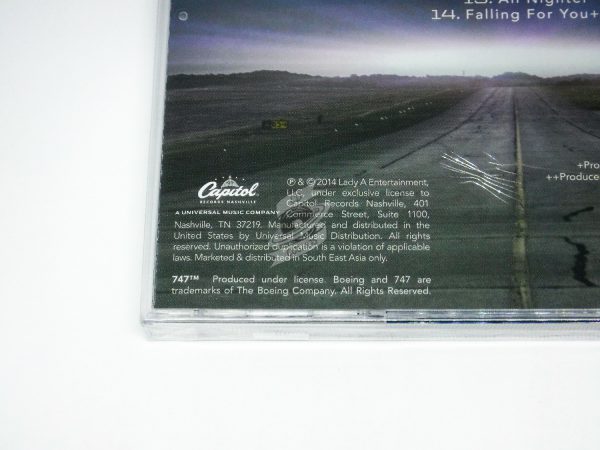 13. All Nighter
14. Falling For You+
+Pro
++Produce
Capitol
RECORDS NASHVILLE
A UNIVERSAL MUSIC COMPANY
℗ & © 2014 Lady A Entertainment,
LLC, under exclusive license to
Capitol Records Nashville, 401
Commerce Street, Suite 1100,
Nashville, TN 37219. Manufactured and distributed in the
United States by Universal Music Distribution. All rights
reserved. Unauthorized duplication is a violation of applicable
laws. Marketed & distributed in South East Asia only.
747™ Produced under license. Boeing and 747 are
trademarks of The Boeing Company. All Rights Reserved.